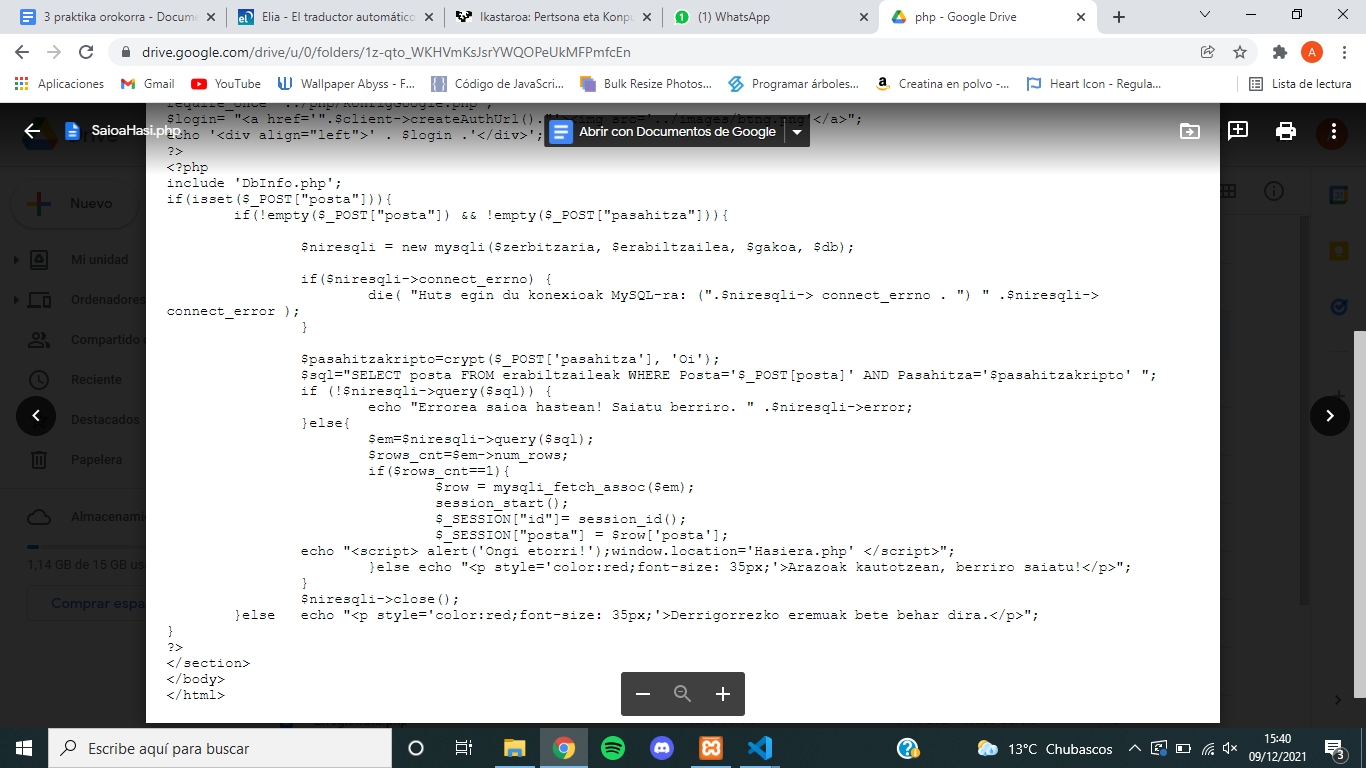 3 praktika orokorra - Docume
Elia - El traductor automático
Ikastaroa: Pertsona eta Konpu
(1) WhatsApp
php - Google Drive
drive.google.com/drive/u/0/folders/1z-qto_WKHVmKsJsrYWQOPeUkMFPmfcEn
A
Aplicaciones
Gmail
YouTube
Wallpaper Abyss - F...
Código de JavaScri...
Bulk Resize Photos...
Programar árboles...
Creatina en polvo -...
Heart Icon - Regula...
Lista de lectura
SaioaHasi.php
Abrir con Documentos de Google
Nuevo
Mi unidad
Ordenadores
Compartido
Reciente
Destacados
Papelera
Almacenami
1,14 GB de 15 GB us
Comprar espa
$login= "<a href='".$client->createAuthUrl()."
echo '<div align="left">' . $login .'</div>';
?>
<?php
include 'DbInfo.php';
if(isset($_POST["posta"])){
if(!empty($_POST["posta"]) && !empty($_POST["pasahitza"])){
$niresqli = new mysqli($zerbitzaria, $erabiltzailea, $gakoa, $db);
if($niresqli->connect_errno) {
die( "Huts egin du konexioak MySQL-ra: (".$niresqli-> connect_errno . ") " .$niresqli->
connect_error );
}
$pasahitzakripto=crypt($_POST['pasahitza'], 'Oi');
$sql="SELECT posta FROM erabiltzaileak WHERE Posta='$_POST[posta]' AND Pasahitza='$pasahitzakripto' ";
if (!$niresqli->query($sql)) {
echo "Errorea saioa hastean! Saiatu berriro. " .$niresqli->error;
}else{
$em=$niresqli->query($sql);
$rows_cnt=$em->num_rows;
if($rows_cnt==1){
$row = mysqli_fetch_assoc($em);
session_start();
$_SESSION["id"]= session_id();
$_SESSION["posta"] = $row['posta'];
echo "<script> alert('Ongi etorri!');window.location='Hasiera.php' </script>";
}else echo "<p style='color:red;font-size: 35px;'>Arazoak kautotzean, berriro saiatu!</p>";
}
$niresqli->close();
}else echo "<p style='color:red;font-size: 35px;'>Derrigorrezko eremuak bete behar dira.</p>";
}
?>
</section>
</body>
</html>
Escribe aquí para buscar
13°C Chubascos
15:40
09/12/2021
3